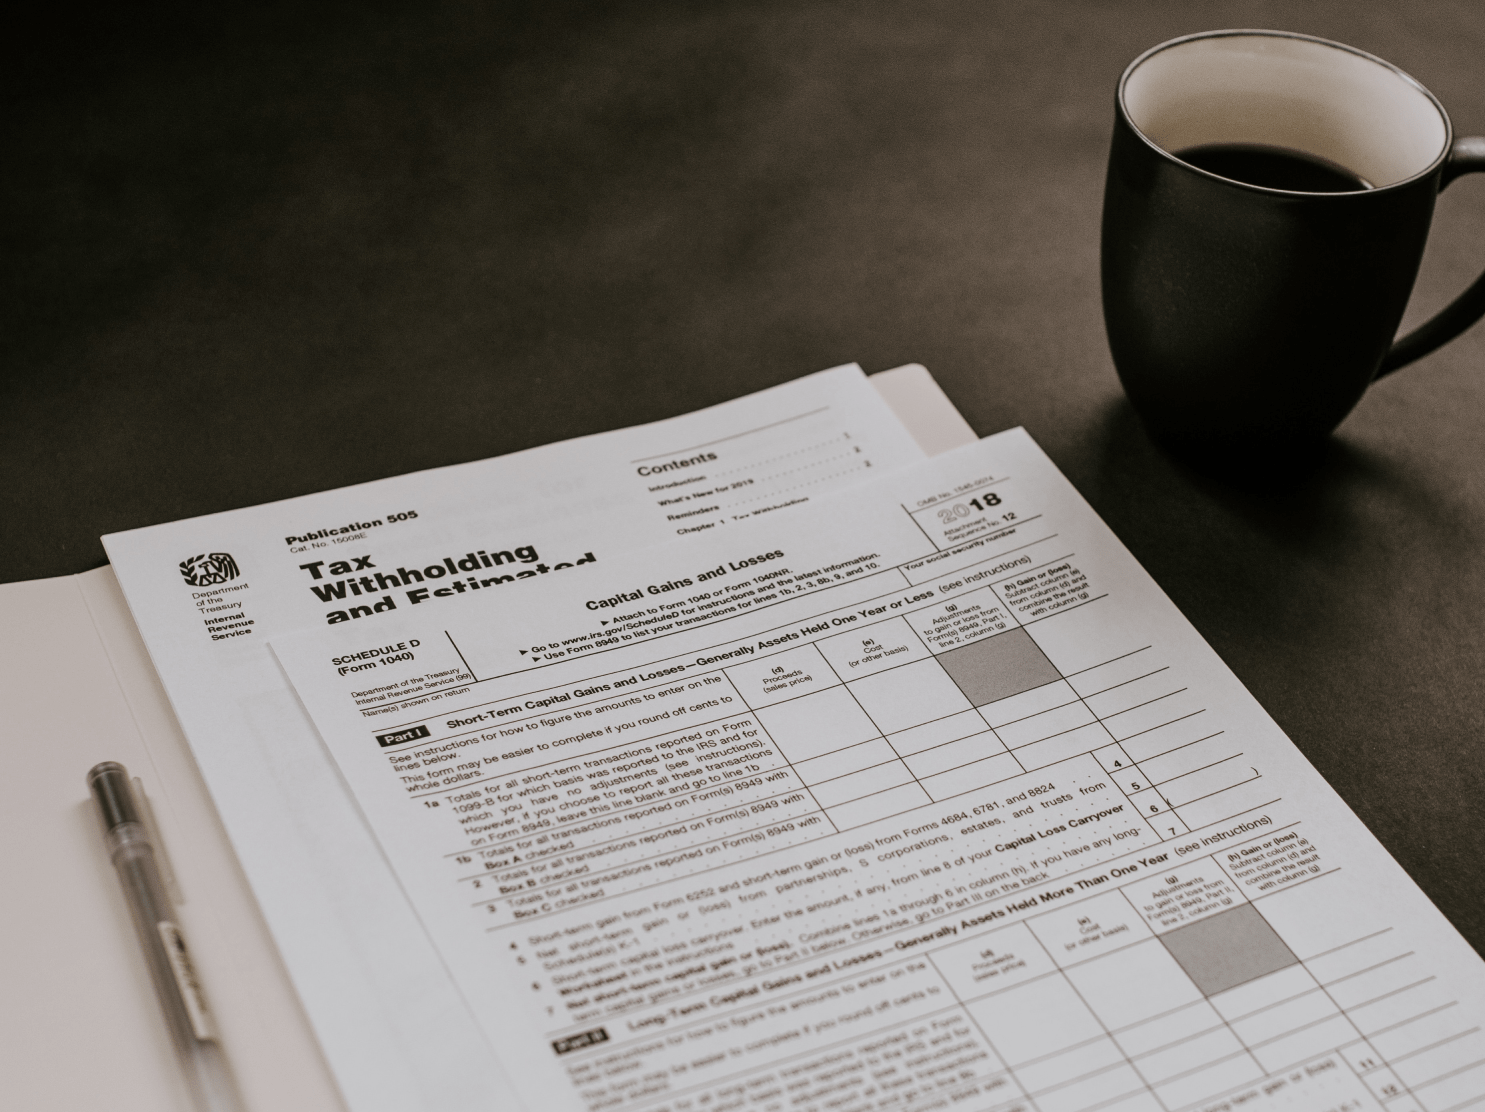 Publication 505
Cat. No. 15008E
Tax
Withholding
and Estimated
Department
of the
Treasury
Internal
Revenue
Service
Contents
Introduction
What's New for 2019
Reminders
Chapter 1. Tax Withholding
SCHEDULE D
(Form 1040)
Department of the Treasury
Internal Revenue Service (99)
Name(s) shown on return
Capital Gains and Losses
► Attach to Form 1040 or Form 1040NR.
► Go to www.irs.gov/ScheduleD for instructions and the latest information.
► Use Form 8949 to list your transactions for lines 1b, 2, 3, 8b, 9, and 10.
OMB No. 1545-0074
2018
Attachment
Sequence No. 12
Your social security number
Part I Short-Term Capital Gains and Losses—Generally Assets Held One Year or Less (see instructions)
See instructions for how to figure the amounts to enter on the
lines below.
This form may be easier to complete if you round off cents to
whole dollars.
(d)
Proceeds
(sales price)
(e)
Cost
(or other basis)
(g)
Adjustments
to gain or loss from
Form(s) 8949, Part I,
line 2, column (g)
(h) Gain or (loss)
Subtract column (e)
from column (d) and
combine the result
with column (g)
1a Totals for all short-term transactions reported on Form
1099-B for which basis was reported to the IRS and for
which you have no adjustments (see instructions).
However, if you choose to report all these transactions
on Form 8949, leave this line blank and go to line 1b
1b Totals for all transactions reported on Form(s) 8949 with
Box A checked
2 Totals for all transactions reported on Form(s) 8949 with
Box B checked
3 Totals for all transactions reported on Form(s) 8949 with
Box C checked
4 Short-term gain from Form 6252 and short-term gain or (loss) from Forms 4684, 6781, and 8824 4
5 Net short-term gain or (loss) from partnerships, S corporations, estates, and trusts from
Schedule(s) K-1 5
6 Short-term capital loss carryover. Enter the amount, if any, from line 8 of your Capital Loss Carryover
Worksheet in the instructions 6 ( )
7 Net short-term capital gain or (loss). Combine lines 1a through 6 in column (h). If you have any long-
term capital gains or losses, go to Part II below. Otherwise, go to Part III on the back 7
Part II Long-Term Capital Gains and Losses—Generally Assets Held More Than One Year (see instructions)
See instructions for how to figure the amounts to enter on the
lines below.
This form may be easier to complete if you round off cents to
whole dollars.
(d)
Proceeds
(sales price)
(e)
Cost
(or other basis)
(g)
Adjustments
to gain or loss from
Form(s) 8949, Part II,
line 2, column (g)
(h) Gain or (loss)
Subtract column (e)
from column (d) and
combine the result
with column (g)
for all long-term transactions reported on Form
11
12